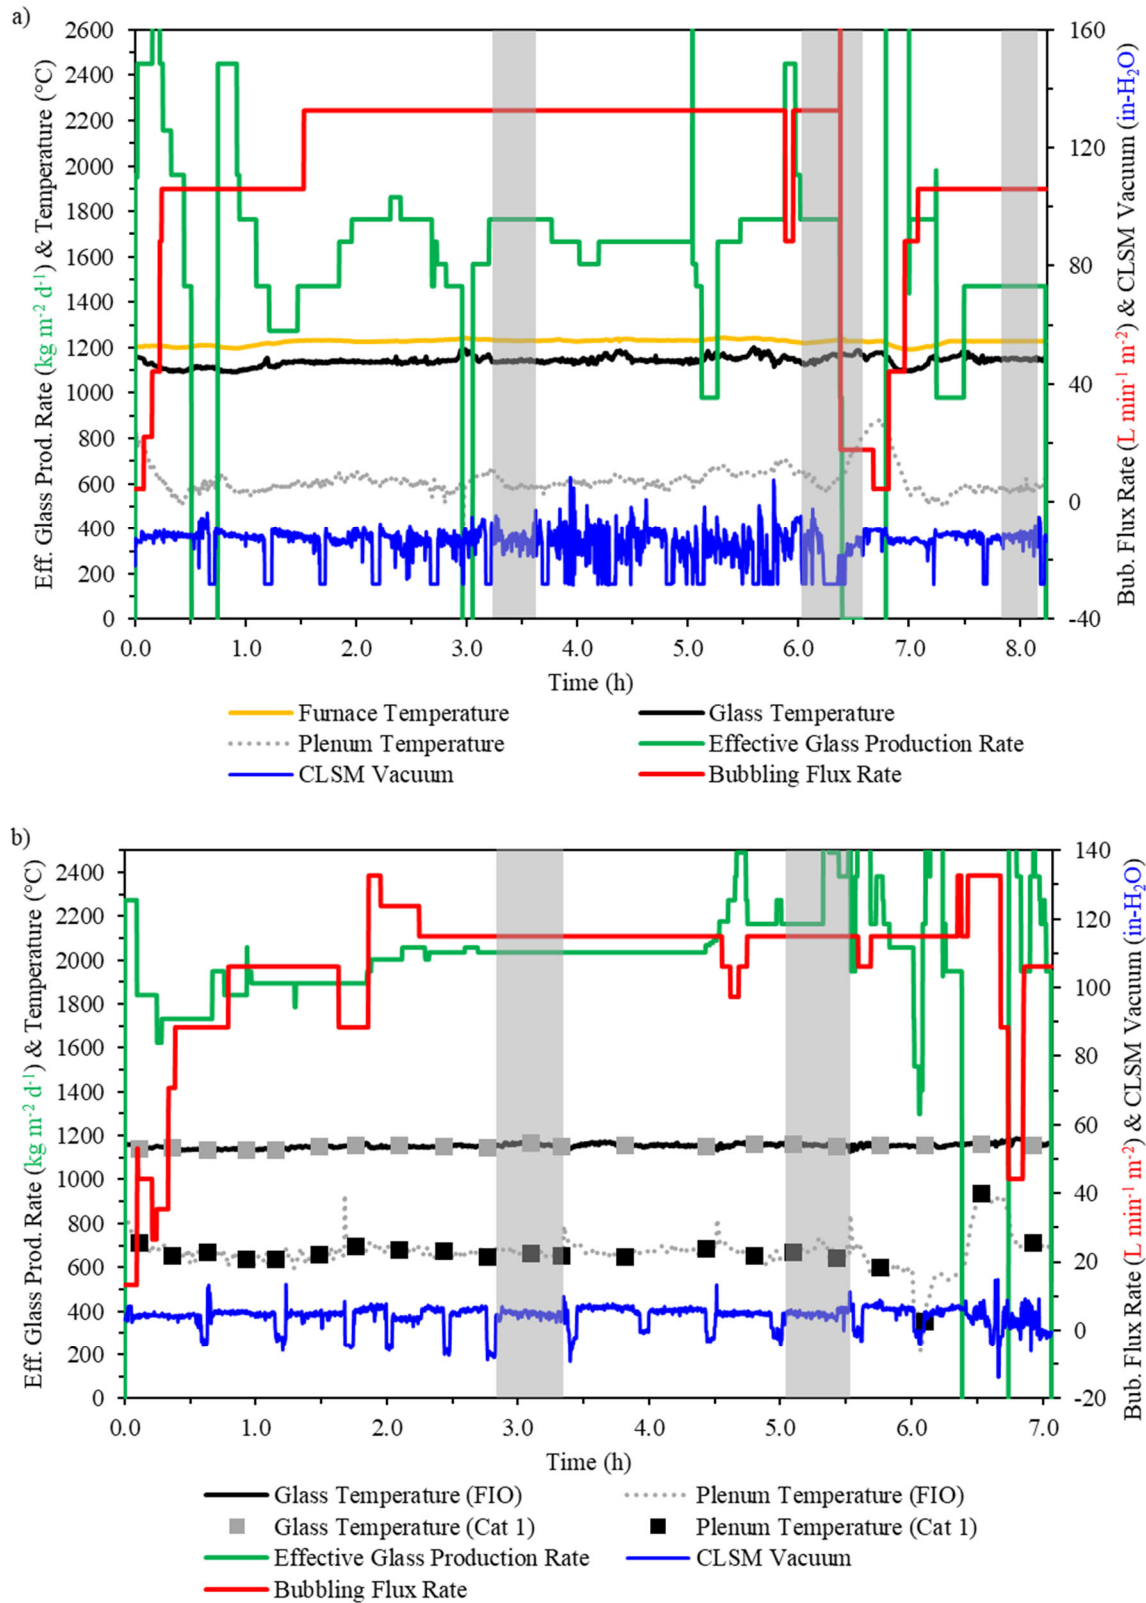 a)
Eff. Glass Prod. Rate (kg m⁻² d⁻¹) & Temperature (°C)
2600
2400
2200
2000
1800
1600
1400
1200
1000
800
600
400
200
0
160
120
80
40
0
-40
Bub. Flux Rate (L min⁻¹ m⁻²) & CLSM Vacuum (in-H₂O)
0.0 1.0 2.0 3.0 4.0 5.0 6.0 7.0 8.0
Time (h)
Furnace Temperature Glass Temperature
Plenum Temperature Effective Glass Production Rate
CLSM Vacuum Bubbling Flux Rate
b)
Eff. Glass Prod. Rate (kg m⁻² d⁻¹) & Temperature (°C)
2400
2200
2000
1800
1600
1400
1200
1000
800
600
400
200
0
140
120
100
80
60
40
20
0
-20
Bub. Flux Rate (L min⁻¹ m⁻²) & CLSM Vacuum (in-H₂O)
0.0 1.0 2.0 3.0 4.0 5.0 6.0 7.0
Time (h)
Glass Temperature (FIO) Plenum Temperature (FIO)
Glass Temperature (Cat 1) Plenum Temperature (Cat 1)
Effective Glass Production Rate CLSM Vacuum
Bubbling Flux Rate